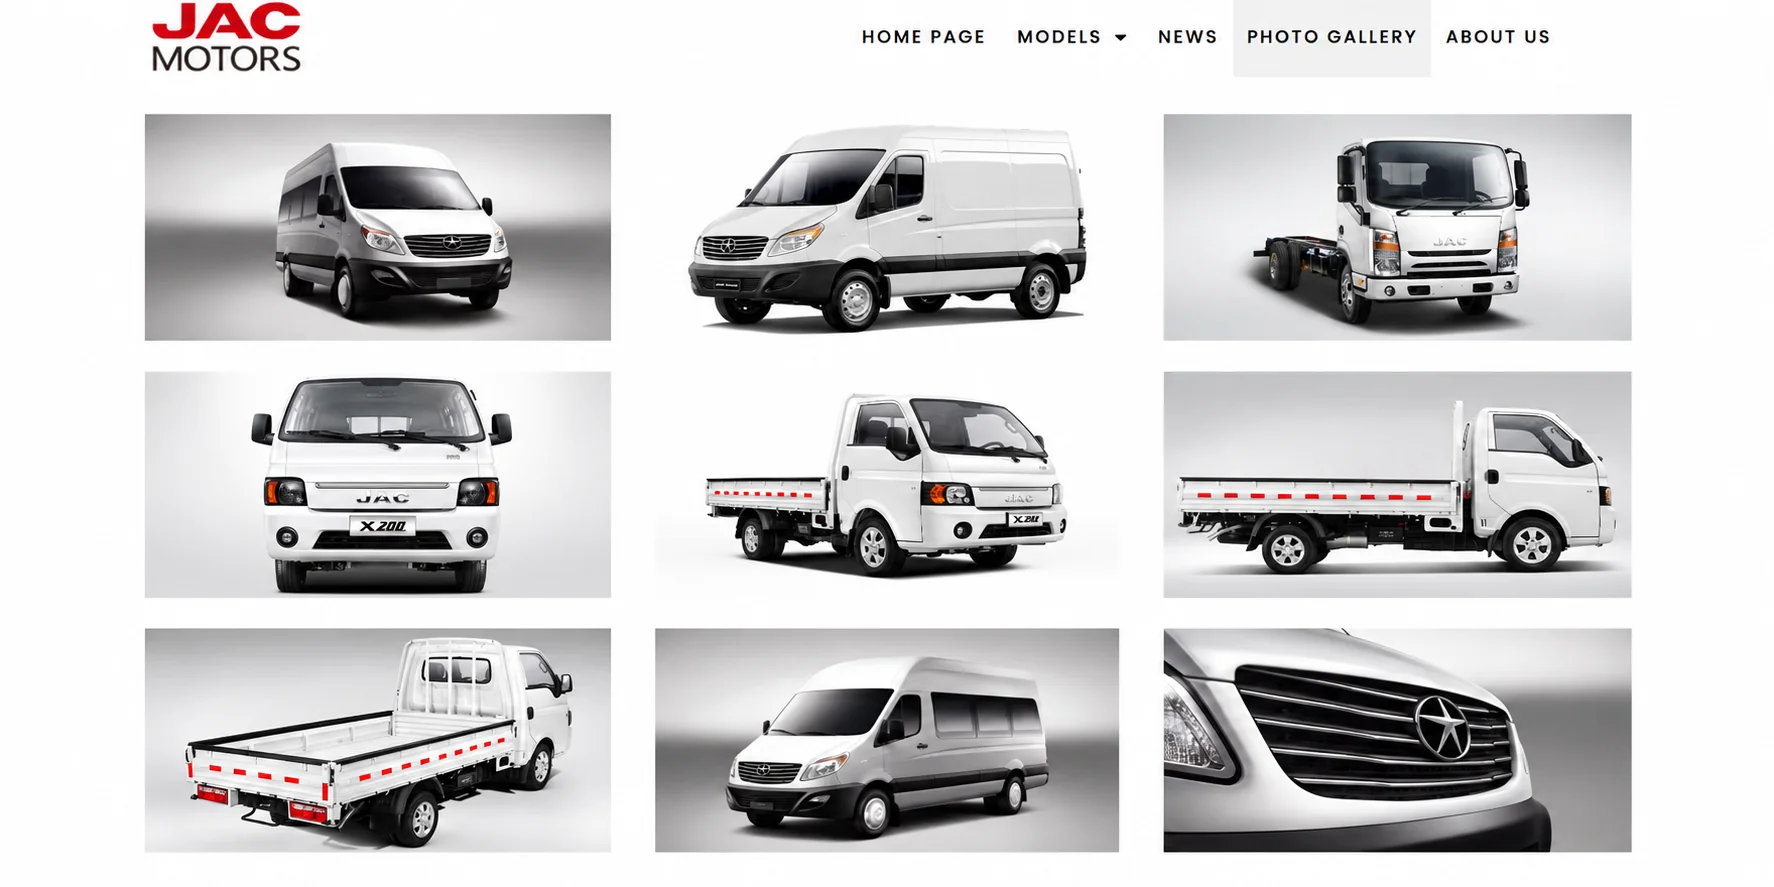 JAC
MOTORS
HOME PAGE
MODELS
NEWS
PHOTO GALLERY
ABOUT US
JAC
JAC
X200
JAC